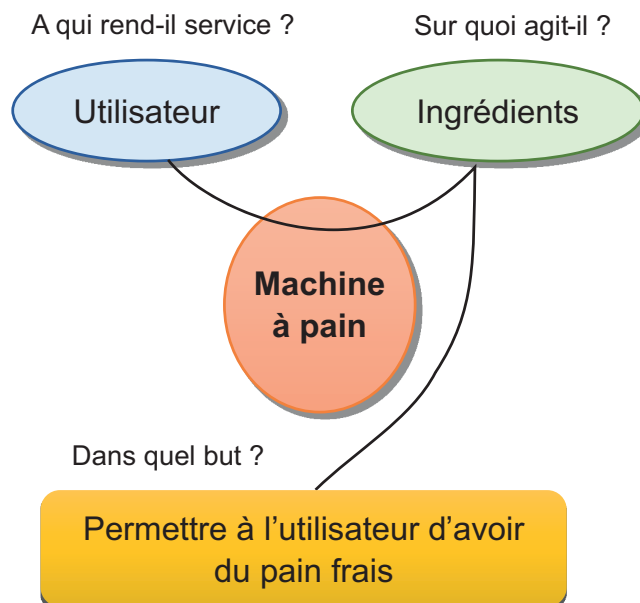 A qui rend-il service ?
Sur quoi agit-il ?
Utilisateur
Ingrédients
Machine
à pain
Dans quel but ?
Permettre à l’utilisateur d’avoir
du pain frais